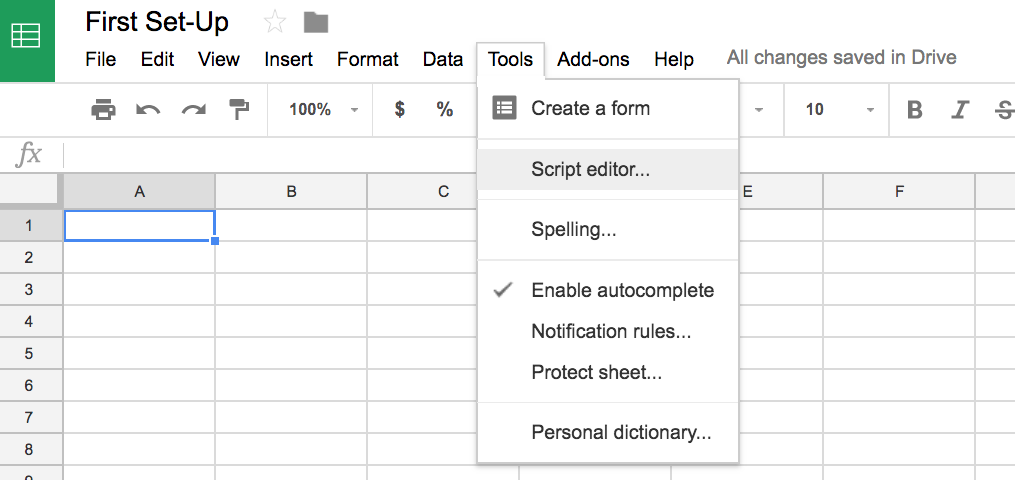 First Set-Up
File Edit View Insert Format Data Tools Add-ons Help All changes saved in Drive
100% $ % 10 B I S
fx
A B C E F
1
2
3
4
5
6
7
8
9
Create a form
Script editor...
Spelling...
Enable autocomplete
Notification rules...
Protect sheet...
Personal dictionary...